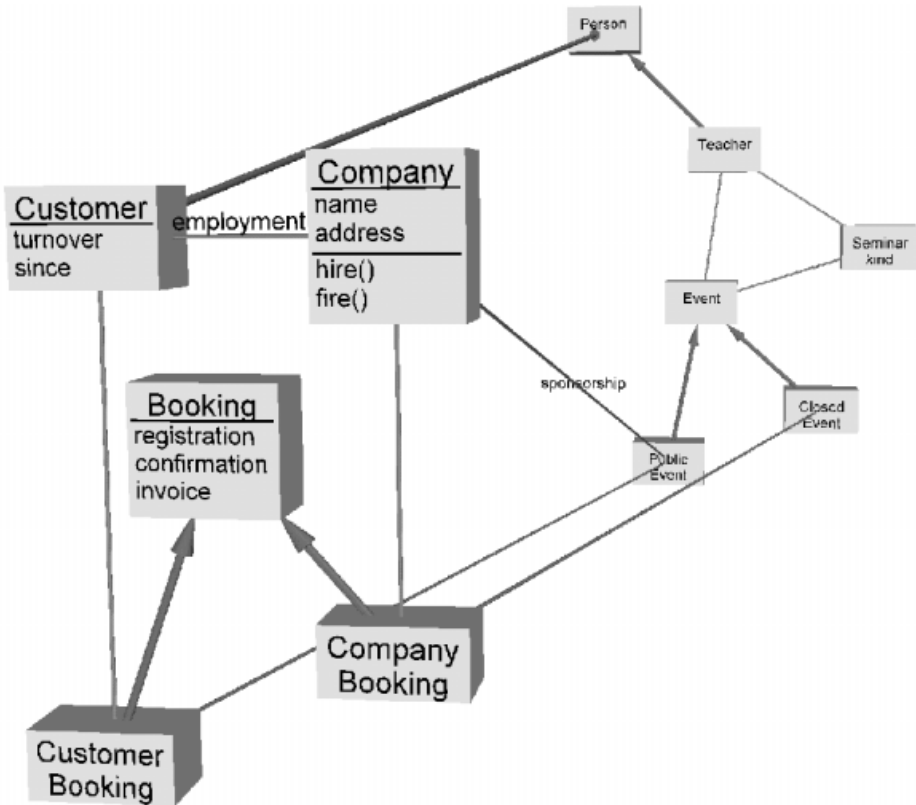 Person
Teacher
Seminar
kind
Company
name
address
hire()
fire()
Customer
turnover
since
employment
Event
sponsorship
Closed
Event
Public
Event
Booking
registration
confirmation
invoice
Company
Booking
Customer
Booking